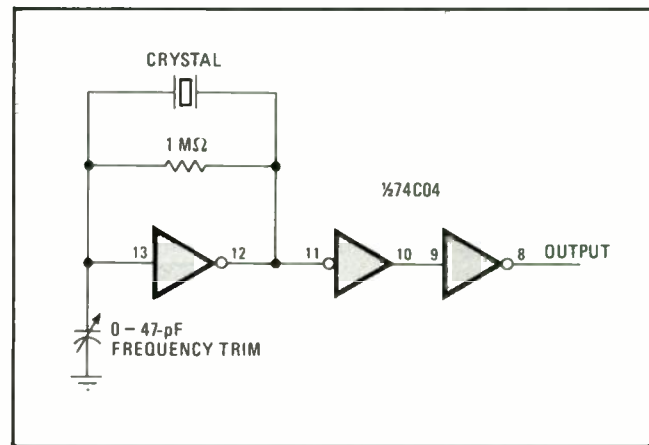 CRYSTAL
1 MΩ
½74C04
13 12 11 10 9 8 OUTPUT
0 – 47-pF
FREQUENCY TRIM